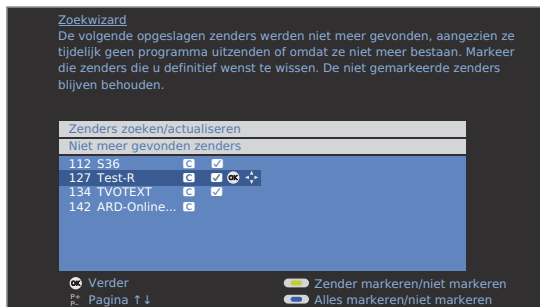 Zoekwizard
De volgende opgeslagen zenders werden niet meer gevonden, aangezien ze
tijdelijk geen programma uitzenden of omdat ze niet meer bestaan. Markeer
die zenders die u definitief wenst te wissen. De niet gemarkeerde zenders
blijven behouden.
Zenders zoeken/actualiseren
Niet meer gevonden zenders
112 S36 C ✓
127 Test-R C ✓ OK
134 TVOTEXT C ✓
142 ARD-Online... C
OK Verder
Zender markeren/niet markeren
P+ P– Pagina ↑↓
Alles markeren/niet markeren